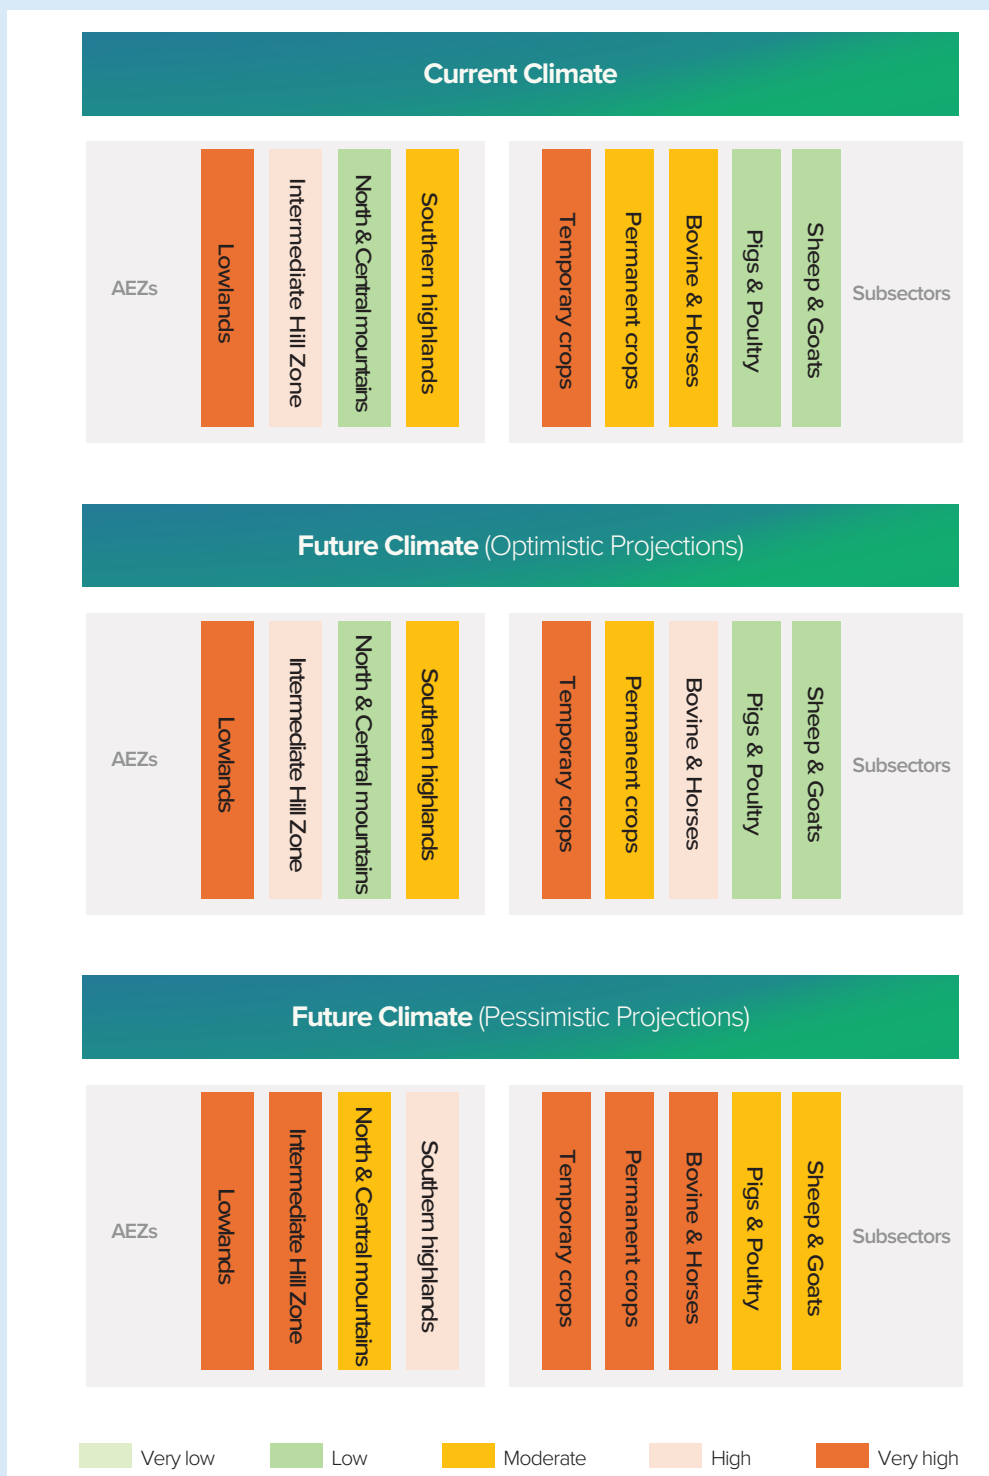 Current Climate
AEZs
Lowlands
Intermediate Hill Zone
North & Central mountains
Southern highlands
Temporary crops
Permanent crops
Bovine & Horses
Pigs & Poultry
Sheep & Goats
Subsectors
Future Climate (Optimistic Projections)
AEZs
Lowlands
Intermediate Hill Zone
North & Central mountains
Southern highlands
Temporary crops
Permanent crops
Bovine & Horses
Pigs & Poultry
Sheep & Goats
Subsectors
Future Climate (Pessimistic Projections)
AEZs
Lowlands
Intermediate Hill Zone
North & Central mountains
Southern highlands
Temporary crops
Permanent crops
Bovine & Horses
Pigs & Poultry
Sheep & Goats
Subsectors
Very low
Low
Moderate
High
Very high